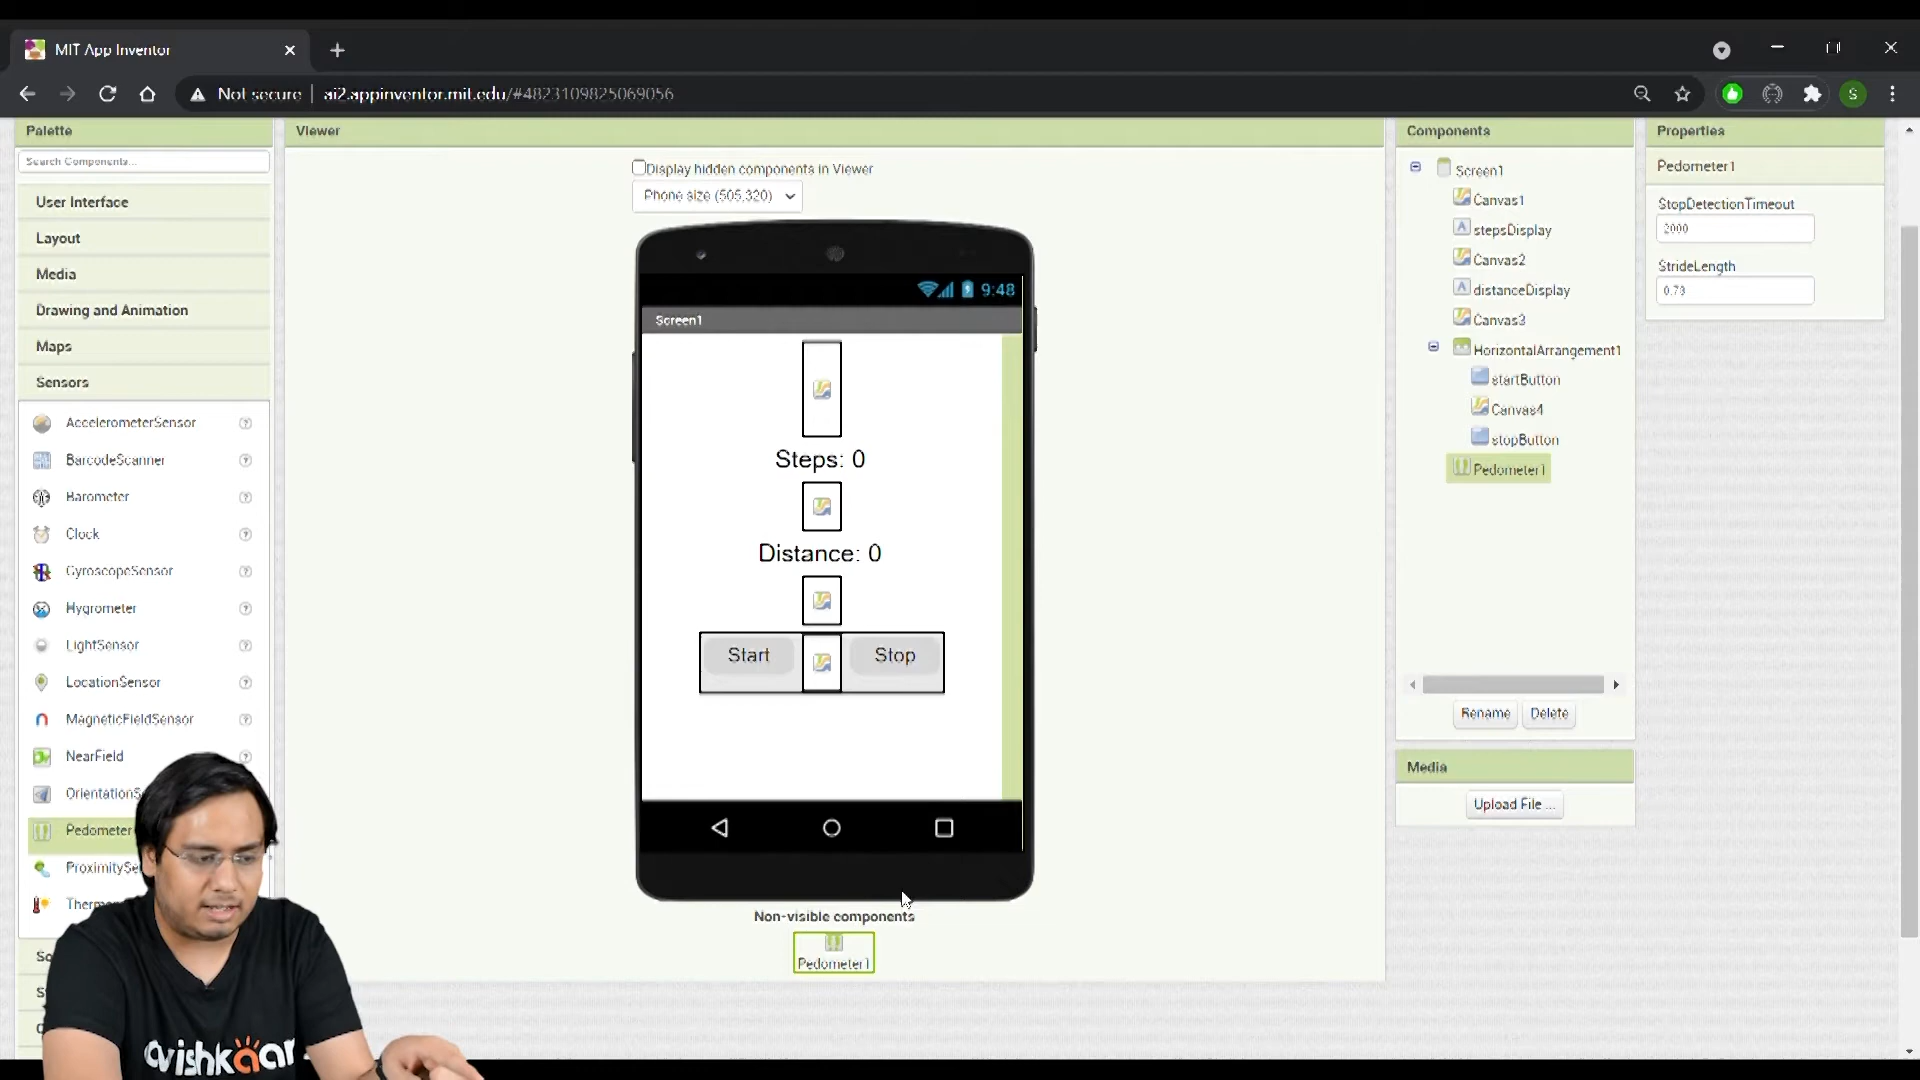 MIT App Inventor
Not secure
ai2.appinventor.mit.edu/#4823109825069056
S
Palette
Search Components...
User Interface
Layout
Media
Drawing and Animation
Maps
Sensors
AccelerometerSensor
BarcodeScanner
Barometer
Clock
GyroscopeSensor
Hygrometer
LightSensor
LocationSensor
MagneticFieldSensor
NearField
OrientationS
Pedometer
ProximitySe
Thermo
So
Viewer
Display hidden components in Viewer
Phone size (505,320)
9:48
Screen1
Steps: 0
Distance: 0
Start
Stop
Non-visible components
Pedometer1
Components
Screen1
Canvas1
stepsDisplay
Canvas2
distanceDisplay
Canvas3
HorizontalArrangement1
startButton
Canvas4
stopButton
Pedometer1
Rename
Delete
Media
Upload File ...
Properties
Pedometer1
StopDetectionTimeout
2000
StrideLength
0.73
avishkaar